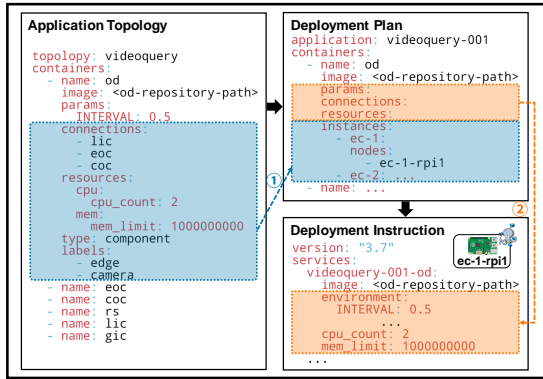 Application Topology
topology: videoquery
containers:
- name: od
image: <od-repository-path>
params:
INTERVAL: 0.5
connections:
- lic
- eoc
- coc
resources:
cpu:
cpu_count: 2
mem:
mem_limit: 1000000000
type: component
labels:
- edge
- camera
- name: eoc
- name: coc
- name: rs
- name: lic
- name: gic
①
Deployment Plan
application: videoquery-001
containers:
- name: od
image: <od-repository-path>
params:
connections:
resources:
instances:
- ec-1:
nodes:
- ec-1-rpi1
- ec-2: ...
- name: ...
②
Deployment Instruction
ec-1-rpi1
version: "3.7"
services:
videoquery-001-od:
image: <od-repository-path>
environment:
INTERVAL: 0.5
...
cpu_count: 2
mem_limit: 1000000000
...